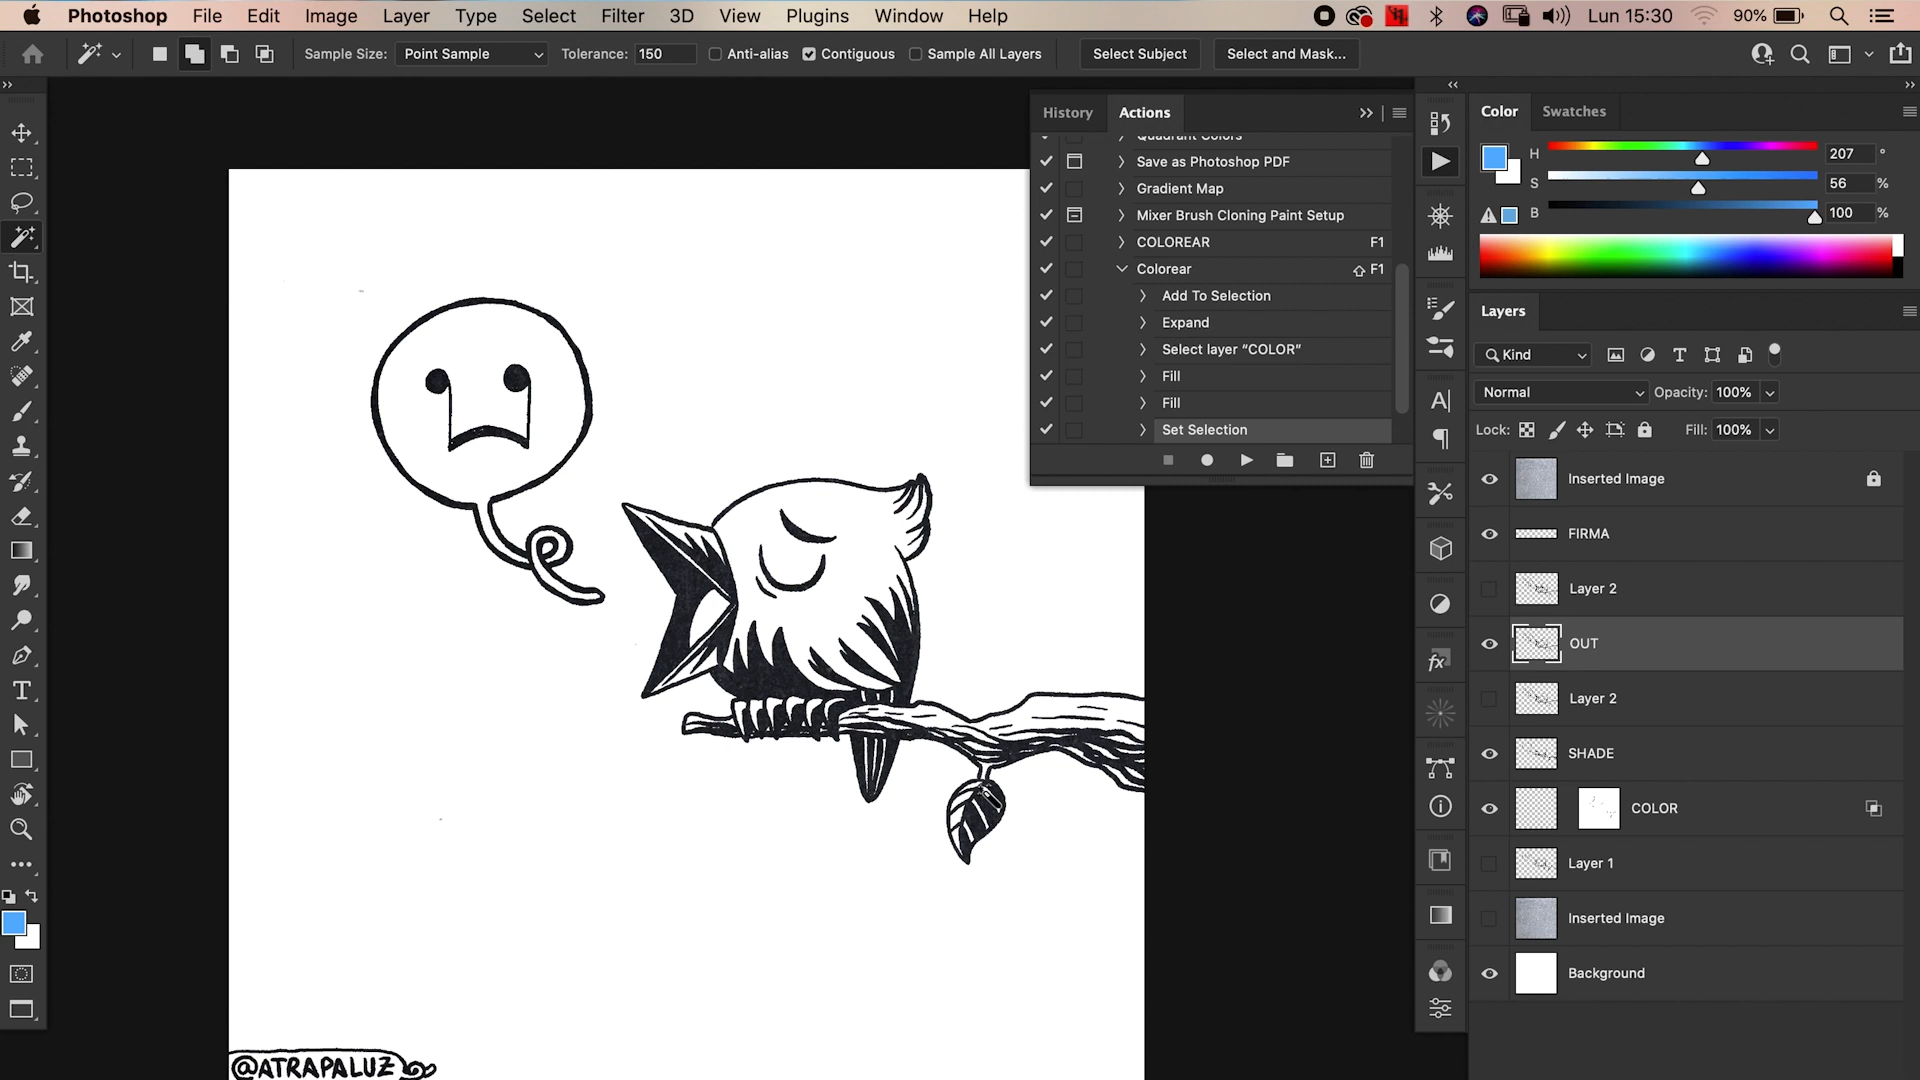 Photoshop File Edit Image Layer Type Select Filter 3D View Plugins Window Help Lun 15:30 90%
Sample Size: Point Sample Tolerance: 150 Anti-alias Contiguous Sample All Layers Select Subject Select and Mask...
History Actions
Quadrant Colors
Save as Photoshop PDF
Gradient Map
Mixer Brush Cloning Paint Setup
COLOREAR F1
Colorear F1
Add To Selection
Expand
Select layer “COLOR”
Fill
Fill
Set Selection
Color Swatches
H 207 °
S 56 %
B 100 %
Layers
Kind
Normal Opacity: 100%
Lock: Fill: 100%
Inserted Image
FIRMA
Layer 2
OUT
Layer 2
SHADE
COLOR
Layer 1
Inserted Image
Background
@ATRAPALUZ